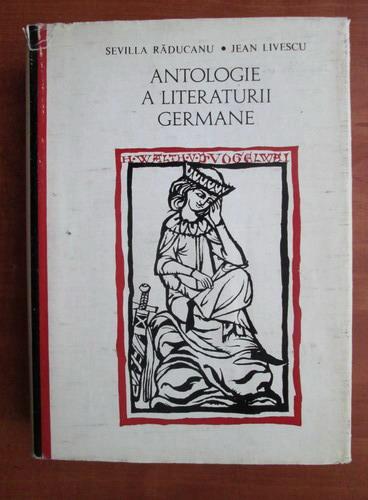 SEVILLA RĂDUCANU • JEAN LIVESCU
ANTOLOGIE
A LITERATURII
GERMANE
H·WALTHER·V·D·VOGELWAI